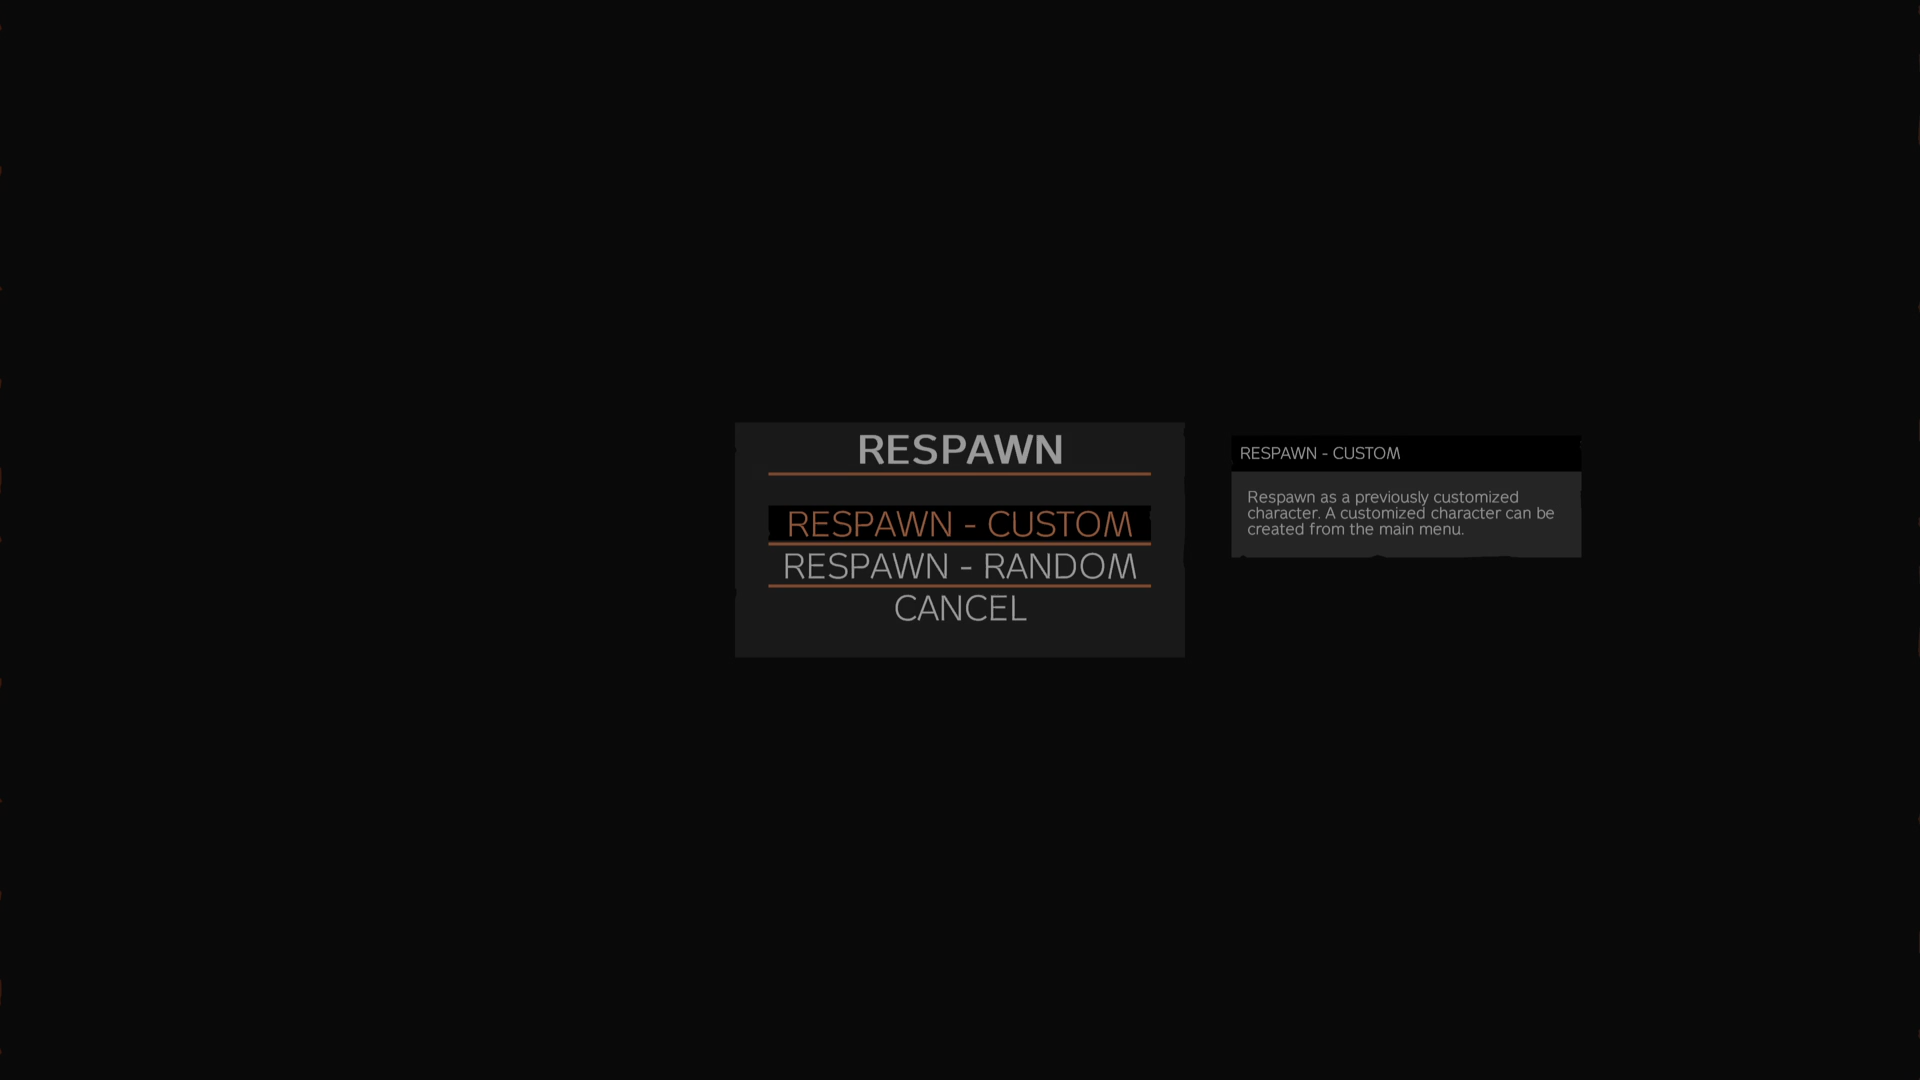 RESPAWN
RESPAWN - CUSTOM
RESPAWN - RANDOM
CANCEL
RESPAWN - CUSTOM
Respawn as a previously customized
character. A customized character can be
created from the main menu.